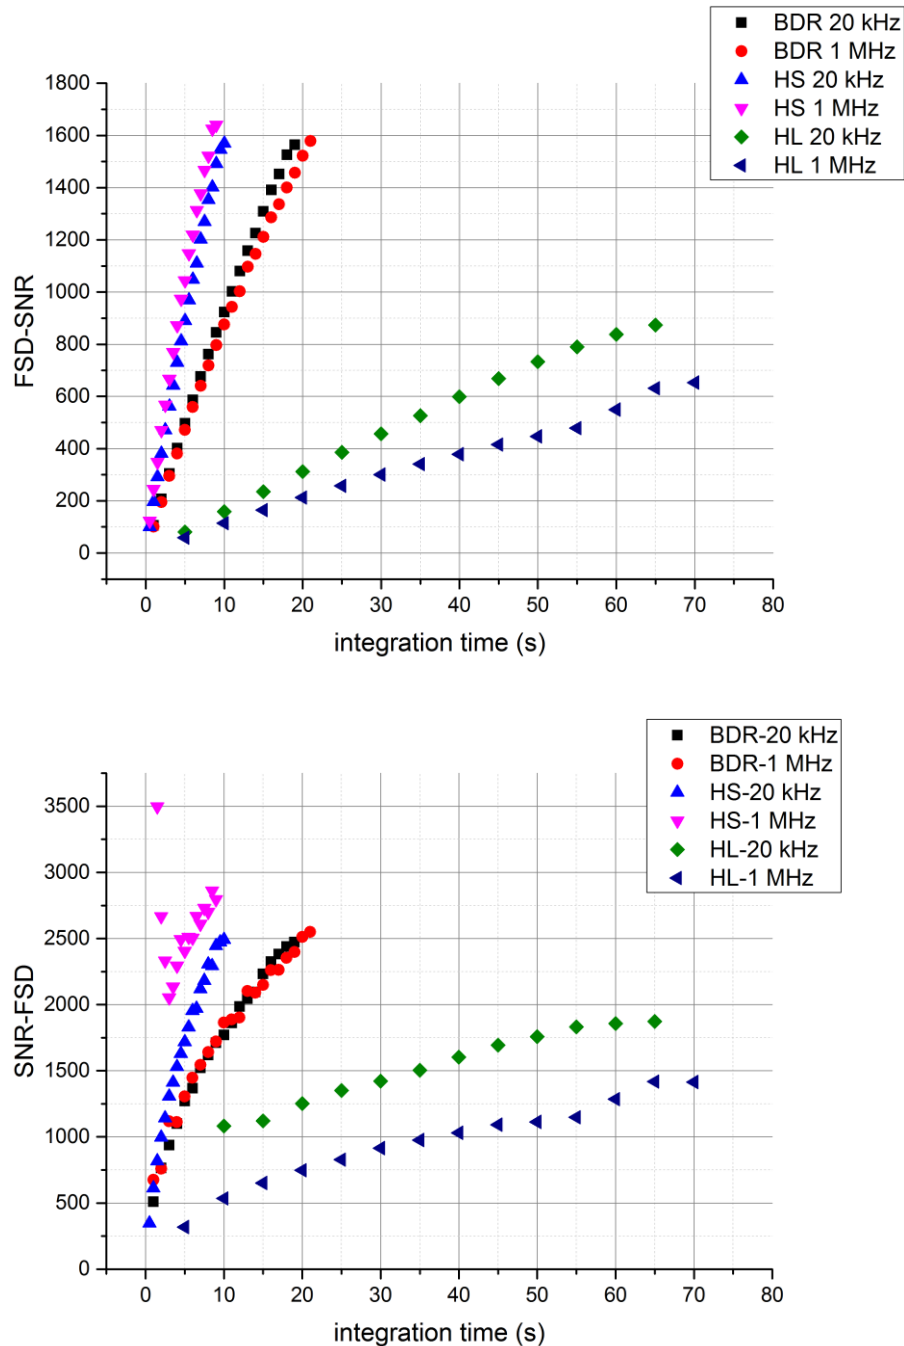 BDR 20 kHz
BDR 1 MHz
HS 20 kHz
HS 1 MHz
HL 20 kHz
HL 1 MHz
1800
1600
1400
1200
1000
800
600
400
200
0
FSD-SNR
0 10 20 30 40 50 60 70 80
integration time (s)
BDR-20 kHz
BDR-1 MHz
HS-20 kHz
HS-1 MHz
HL-20 kHz
HL-1 MHz
3500
3000
2500
2000
1500
1000
500
0
SNR-FSD
0 10 20 30 40 50 60 70 80
integration time (s)